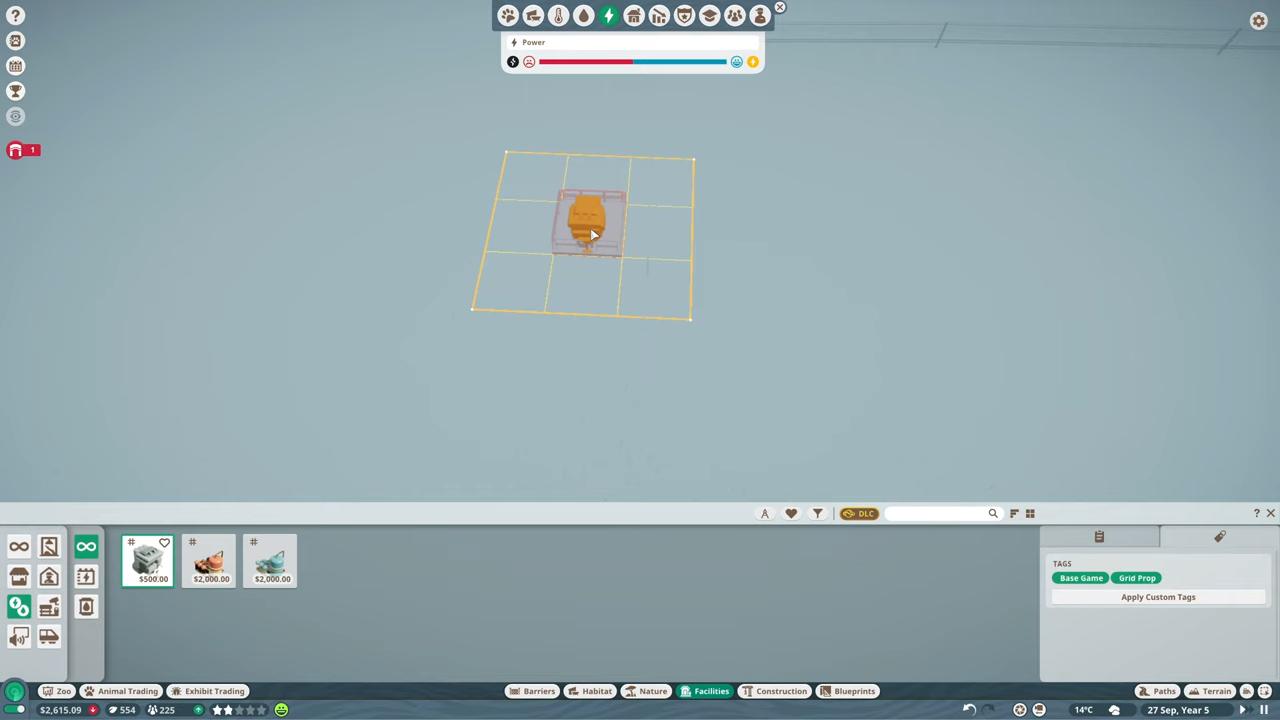 ?
Power
1
DLC
?
$500.00
$2,000.00
$2,000.00
TAGS
Base Game
Grid Prop
Apply Custom Tags
Zoo
Animal Trading
Exhibit Trading
Barriers
Habitat
Nature
Facilities
Construction
Blueprints
Paths
Terrain
$2,615.09
554
225
14°C
27 Sep, Year 5